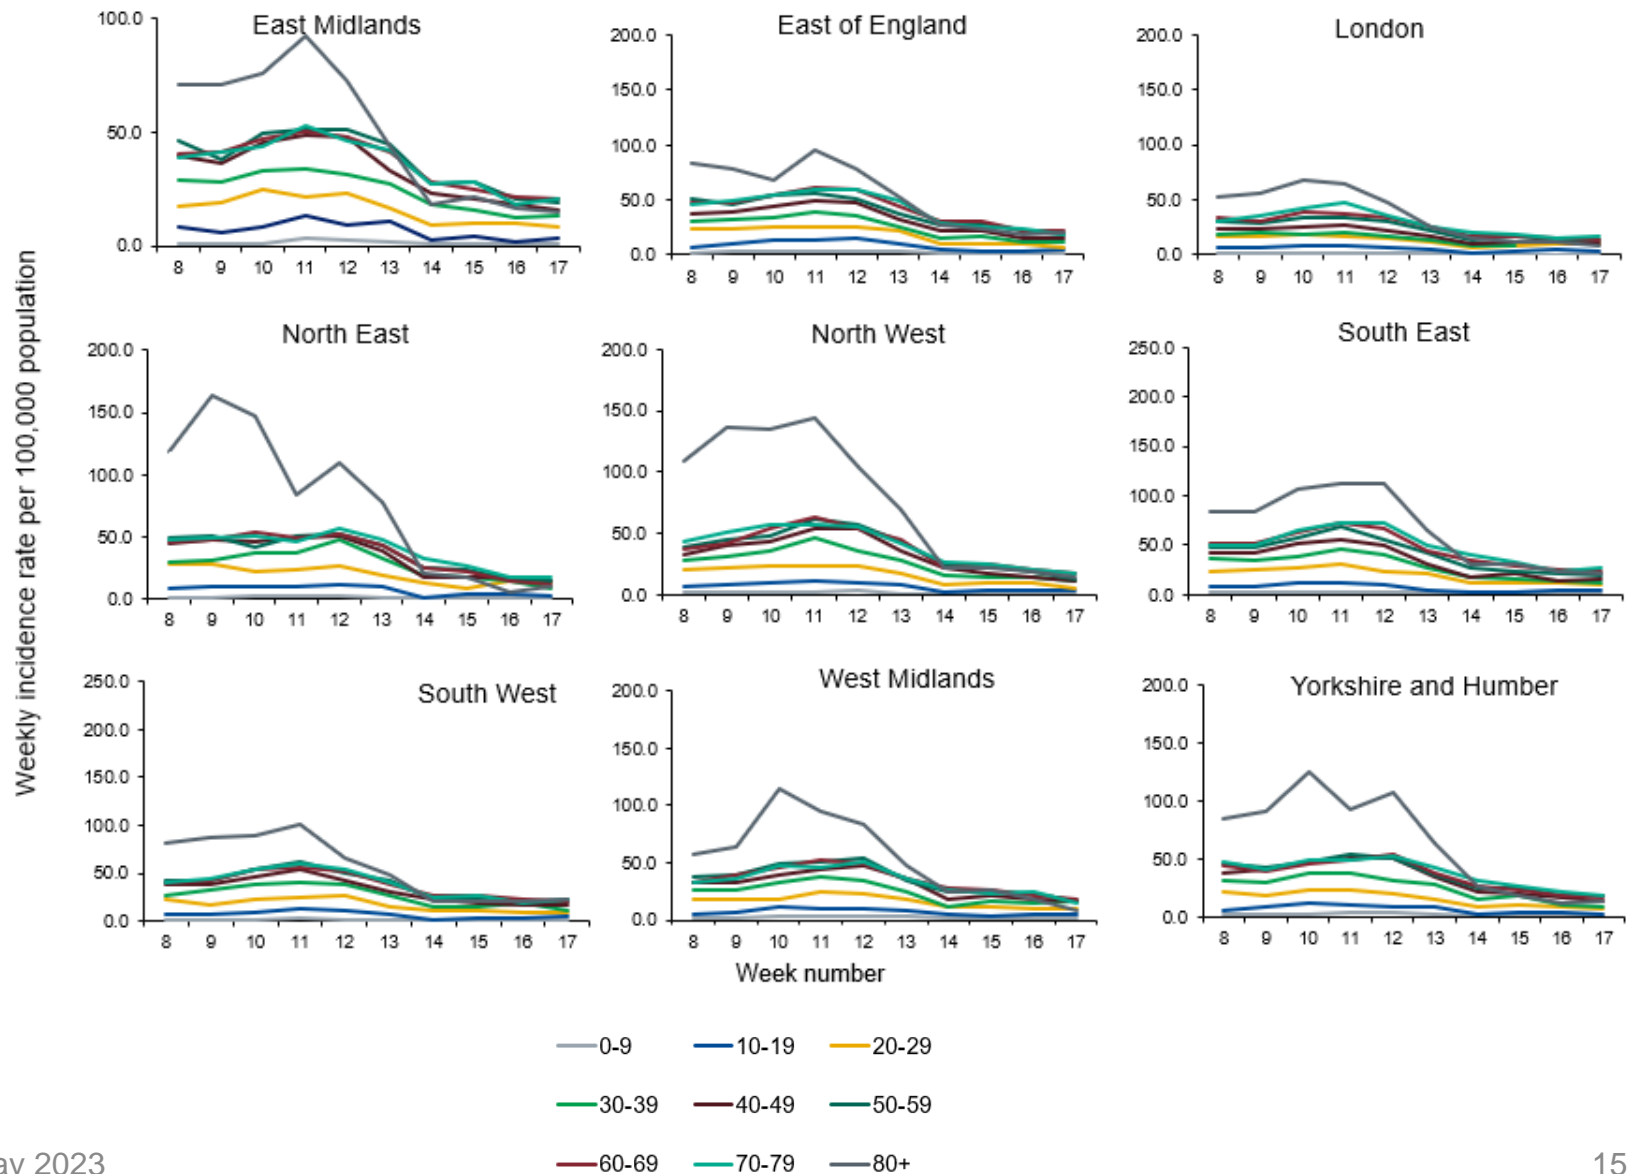 East Midlands
100.0
50.0
0.0
8 9 10 11 12 13 14 15 16 17
East of England
200.0
150.0
100.0
50.0
0.0
8 9 10 11 12 13 14 15 16 17
London
200.0
150.0
100.0
50.0
0.0
8 9 10 11 12 13 14 15 16 17
Weekly incidence rate per 100,000 population
North East
200.0
150.0
100.0
50.0
0.0
8 9 10 11 12 13 14 15 16 17
North West
200.0
150.0
100.0
50.0
0.0
8 9 10 11 12 13 14 15 16 17
South East
250.0
200.0
150.0
100.0
50.0
0.0
8 9 10 11 12 13 14 15 16 17
South West
250.0
200.0
150.0
100.0
50.0
0.0
8 9 10 11 12 13 14 15 16 17
West Midlands
200.0
150.0
100.0
50.0
0.0
8 9 10 11 12 13 14 15 16 17
Yorkshire and Humber
200.0
150.0
100.0
50.0
0.0
8 9 10 11 12 13 14 15 16 17
Week number
0-9 10-19 20-29
30-39 40-49 50-59
60-69 70-79 80+
2023
15